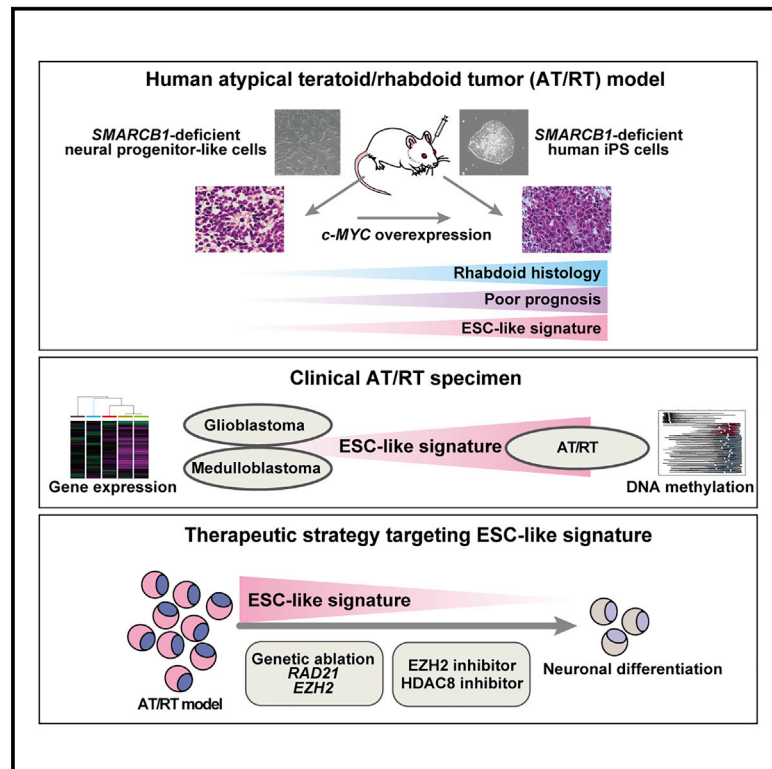 Human atypical teratoid/rhabdoid tumor (AT/RT) model
SMARCB1-deficient
neural progenitor-like cells
SMARCB1-deficient
human iPS cells
c-MYC overexpression
Rhabdoid histology
Poor prognosis
ESC-like signature
Clinical AT/RT specimen
Glioblastoma
Medulloblastoma
ESC-like signature
AT/RT
Gene expression
DNA methylation
Therapeutic strategy targeting ESC-like signature
ESC-like signature
Genetic ablation
RAD21
EZH2
EZH2 inhibitor
HDAC8 inhibitor
AT/RT model
Neuronal differentiation